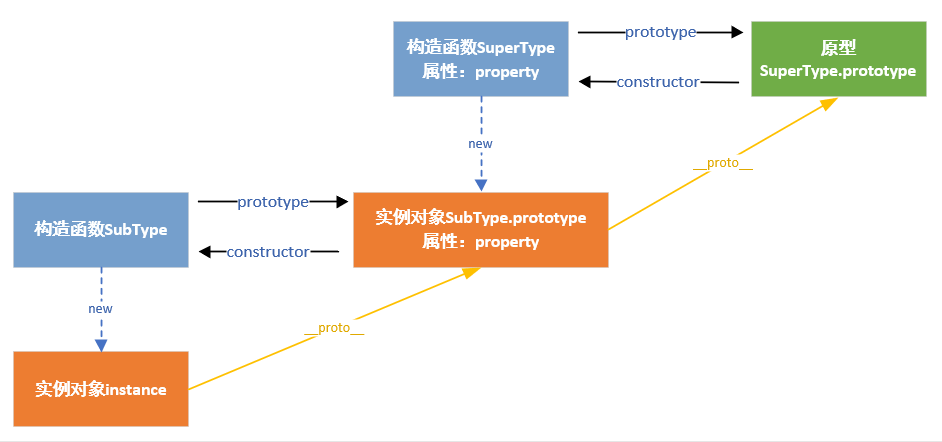 构造函数SuperType
属性：property
prototype
constructor
原型
SuperType.prototype
new
__proto__
构造函数SubType
prototype
constructor
实例对象SubType.prototype
属性：property
new
__proto__
实例对象instance